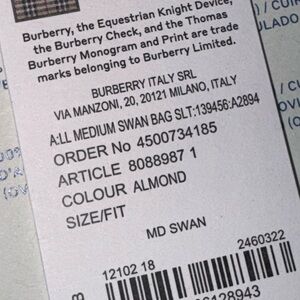 Burberry, the Equestrian Knight Device,
the Burberry Check, and the Thomas
Burberry Monogram and Print are trade
marks belonging to Burberry Limited.
BURBERRY ITALY SRL
VIA MANZONI, 20, 20121 MILANO, ITALY
A:LL MEDIUM SWAN BAG SLT:139456:A2894
ORDER No 4500734185
ARTICLE 8088987 1
COLOUR ALMOND
SIZE/FIT
MD SWAN
12102 18
2460322